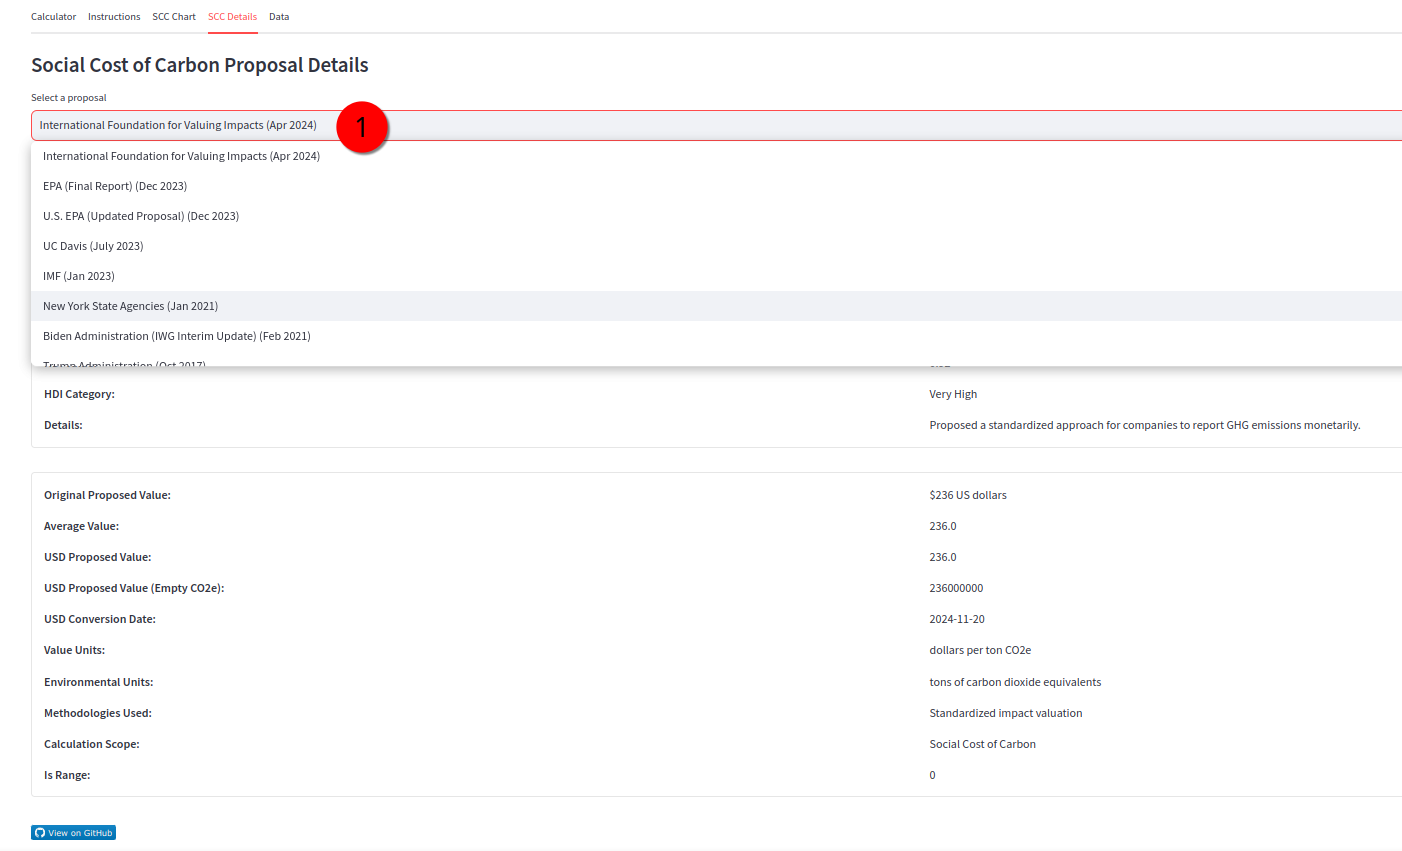 Calculator Instructions SCC Chart SCC Details Data
Social Cost of Carbon Proposal Details
Select a proposal
International Foundation for Valuing Impacts (Apr 2024) 1
International Foundation for Valuing Impacts (Apr 2024)
EPA (Final Report) (Dec 2023)
U.S. EPA (Updated Proposal) (Dec 2023)
UC Davis (July 2023)
IMF (Jan 2023)
New York State Agencies (Jan 2021)
Biden Administration (IWG Interim Update) (Feb 2021)
Trump Administration (Oct 2017)
HDI Category: Very High
Details: Proposed a standardized approach for companies to report GHG emissions monetarily.
Original Proposed Value: $236 US dollars
Average Value: 236.0
USD Proposed Value: 236.0
USD Proposed Value (Empty CO2e): 236000000
USD Conversion Date: 2024-11-20
Value Units: dollars per ton CO2e
Environmental Units: tons of carbon dioxide equivalents
Methodologies Used: Standardized impact valuation
Calculation Scope: Social Cost of Carbon
Is Range: 0
View on GitHub